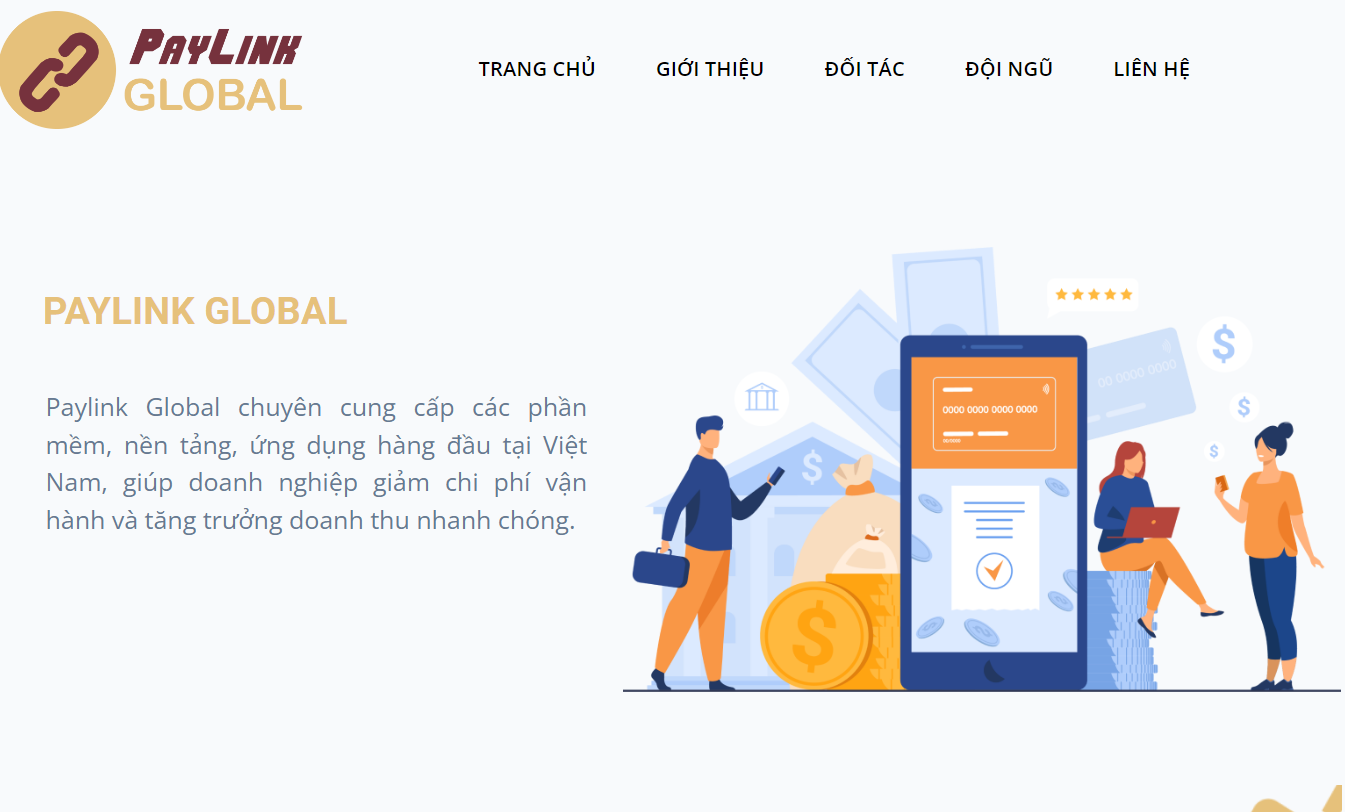 PAYLINK
GLOBAL
TRANG CHỦ
GIỚI THIỆU
ĐỐI TÁC
ĐỘI NGŨ
LIÊN HỆ
PAYLINK GLOBAL
Paylink Global chuyên cung cấp các phần
mềm, nền tảng, ứng dụng hàng đầu tại Việt
Nam, giúp doanh nghiệp giảm chi phí vận
hành và tăng trưởng doanh thu nhanh chóng.
$
00 0000 0000
0000 0000 0000 0000
$
$
$
$